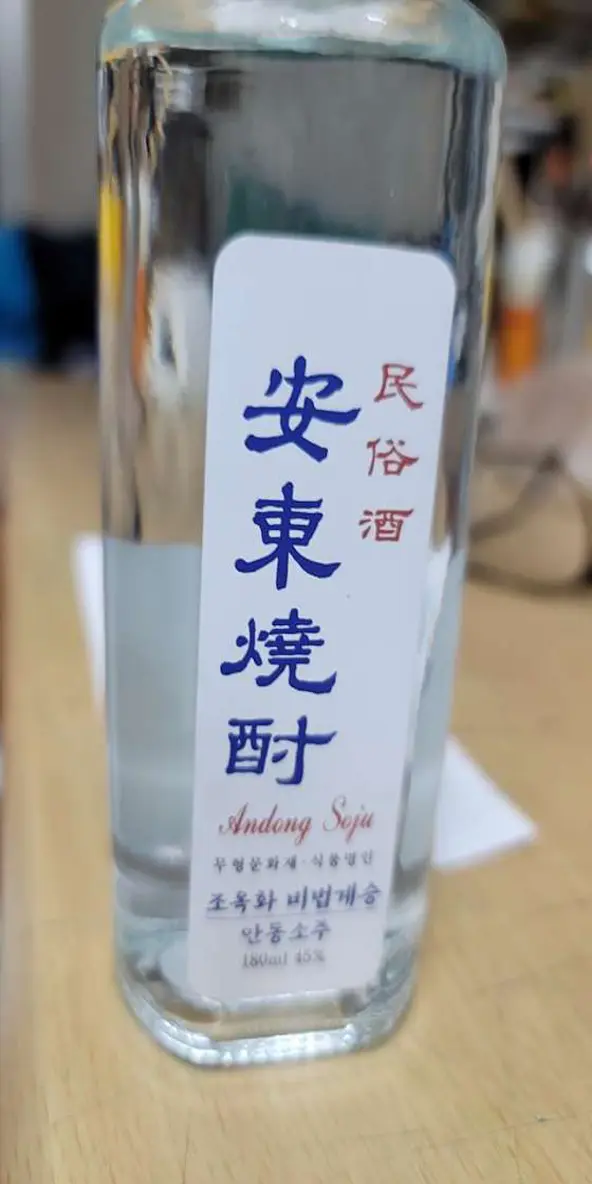 民俗酒
安東燒酎
Andong Soju
무형문화재·식품명인
조옥화 비법계승
안동소주
180ml 45%